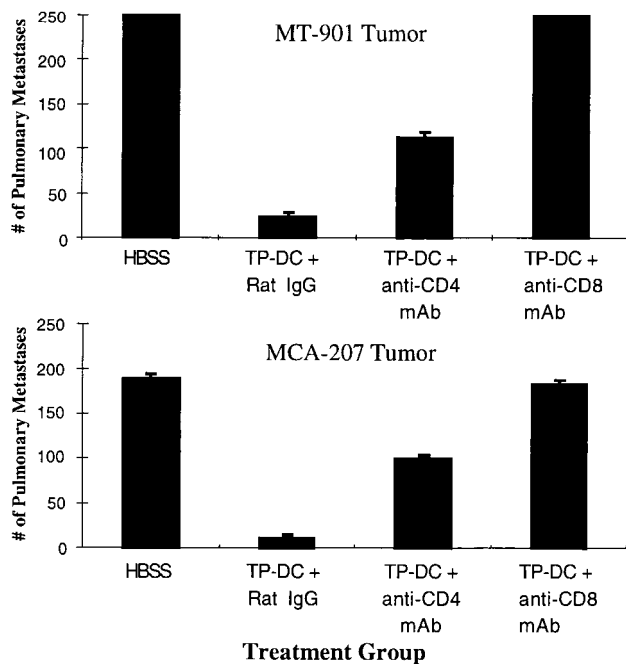 # of Pulmonary Metastases
MT-901 Tumor
250
200
150
100
50
0
HBSS
TP-DC +
Rat IgG
TP-DC +
anti-CD4
mAb
TP-DC +
anti-CD8
mAb
# of Pulmonary Metastases
MCA-207 Tumor
250
200
150
100
50
0
HBSS
TP-DC +
Rat IgG
TP-DC +
anti-CD4
mAb
TP-DC +
anti-CD8
mAb
Treatment Group